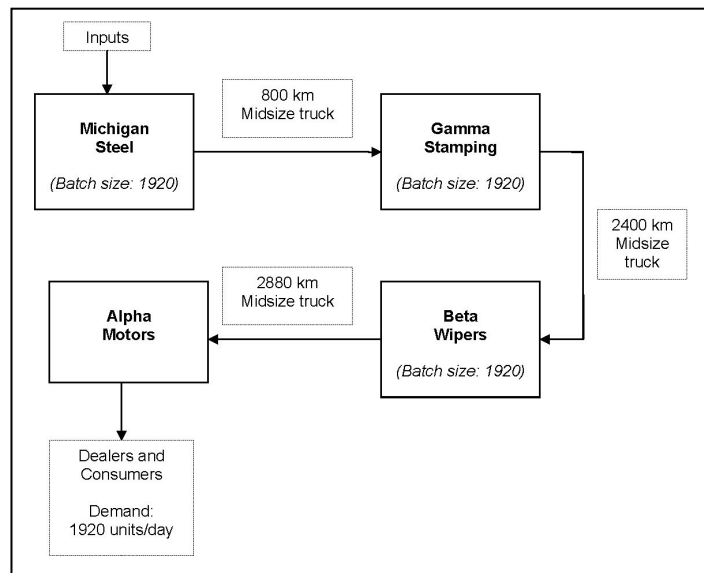 Inputs
Michigan
Steel
(Batch size: 1920)
800 km
Midsize truck
Gamma
Stamping
(Batch size: 1920)
2400 km
Midsize
truck
2880 km
Midsize truck
Alpha
Motors
Beta
Wipers
(Batch size: 1920)
Dealers and
Consumers
Demand:
1920 units/day